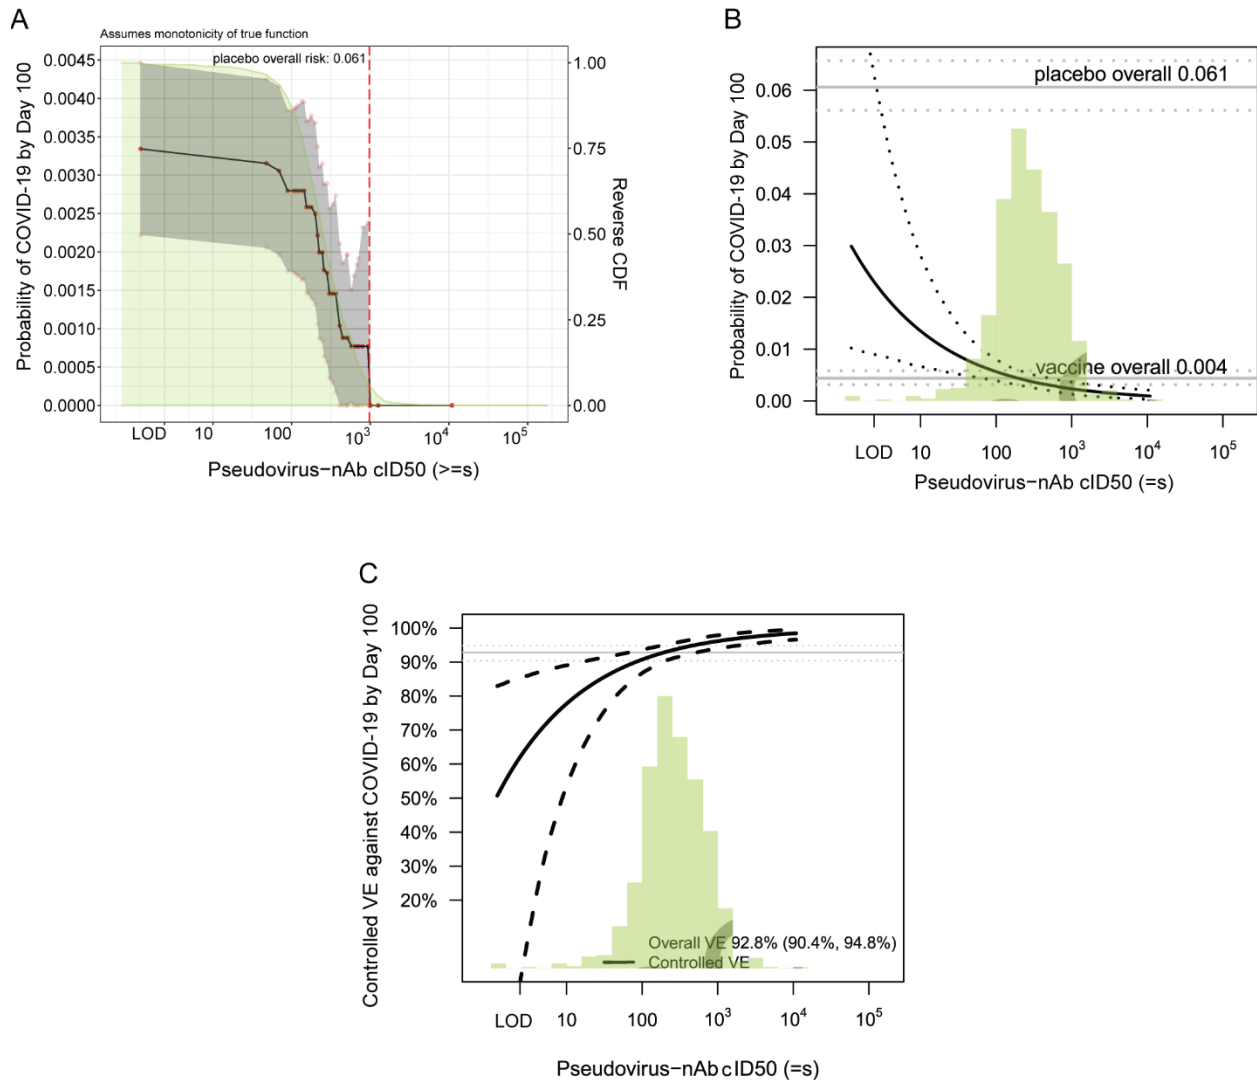 A
Assumes monotonicity of true function
placebo overall risk: 0.061
Probability of COVID-19 by Day 100
0.0045
0.0040
0.0035
0.0030
0.0025
0.0020
0.0015
0.0010
0.0005
0.0000
1.00
0.75
0.50
0.25
0.00
Reverse CDF
LOD 10 100 10³ 10⁴ 10⁵
Pseudovirus-nAb cID50 (>=s)
B
Probability of COVID-19 by Day 100
0.06
0.05
0.04
0.03
0.02
0.01
0.00
placebo overall 0.061
vaccine overall 0.004
LOD 10 100 10³ 10⁴ 10⁵
Pseudovirus-nAb cID50 (=s)
C
Controlled VE against COVID-19 by Day 100
100%
90%
80%
70%
60%
50%
40%
30%
20%
Overall VE 92.8% (90.4%, 94.8%)
Controlled VE
LOD 10 100 10³ 10⁴ 10⁵
Pseudovirus-nAb cID50 (=s)